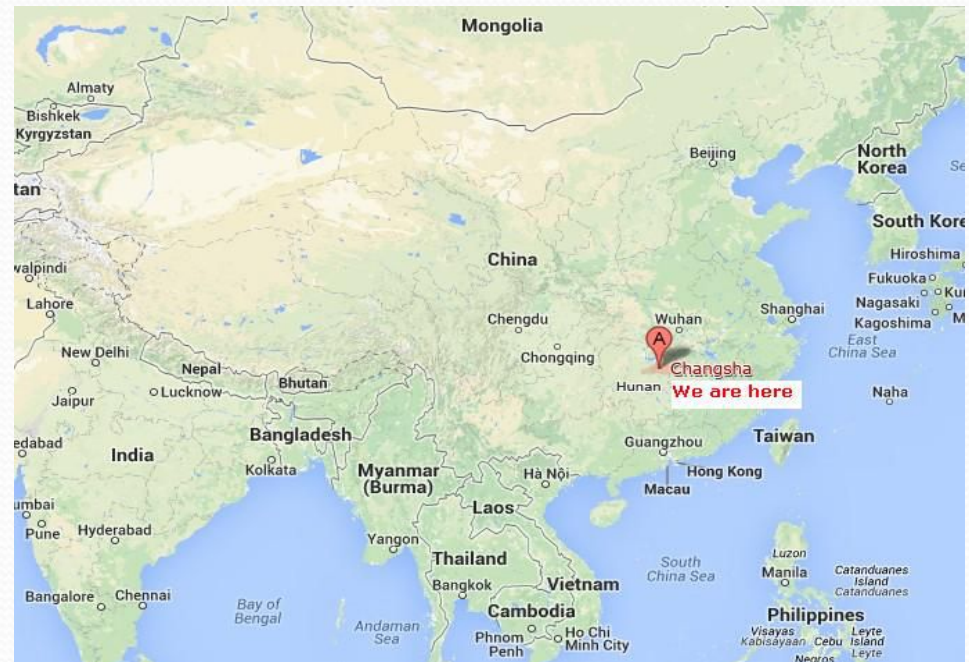 Mongolia
Almaty
Bishkek
Kyrgyzstan
Beijing
North
Korea
tan
South Kore
China
Hiroshima
walpindi
Fukuoka
Lahore
Nagasaki
Kagoshima
Chengdu
Wuhan
Shanghai
East
China Sea
A
New Delhi
Nepal
Chongqing
Changsha
Bhutan
Hunan
We are here
Jaipur
Lucknow
Naha
edabad
India
Bangladesh
Guangzhou
Taiwan
Kolkata
Myanmar
(Burma)
Hà Nội
Hong Kong
Macau
umbai
Pune
Hyderabad
Laos
Yangon
Thailand
South
China Sea
Luzon
Manila
Catanduanes
Island
Catanduanes
Bangalore
Chennai
Bay of
Bengal
Andaman
Sea
Bangkok
Vietnam
Cambodia
Philippines
Phnom
Penh
Ho Chi
Minh City
Visayas
Kabisayaan
Cebu
Leyte
Island
Leyte
Negros